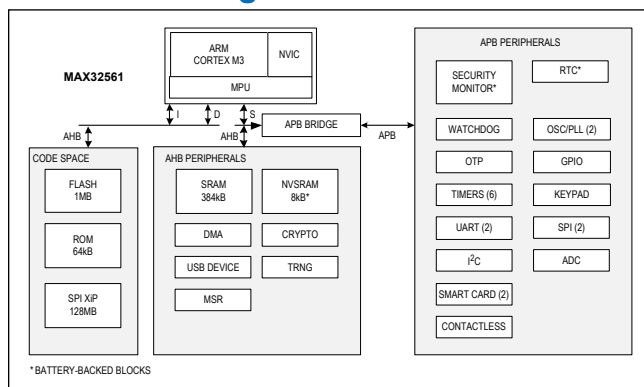 MAX32561
ARM
CORTEX M3
NVIC
MPU
I
D
S
AHB
AHB
APB BRIDGE
APB
CODE SPACE
FLASH
1MB
ROM
64kB
SPI XiP
128MB
AHB PERIPHERALS
SRAM
384kB
NVSRAM
8kB*
DMA
CRYPTO
USB DEVICE
TRNG
MSR
APB PERIPHERALS
SECURITY
MONITOR*
RTC*
WATCHDOG
OSC/PLL (2)
OTP
GPIO
TIMERS (6)
KEYPAD
UART (2)
SPI (2)
I²C
ADC
SMART CARD (2)
CONTACTLESS
* BATTERY-BACKED BLOCKS